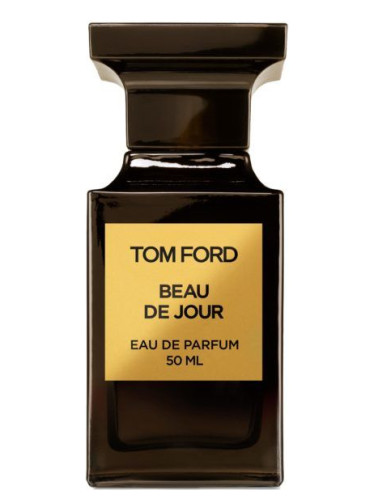 TOM FORD
BEAU
DE JOUR
EAU DE PARFUM
50 ML